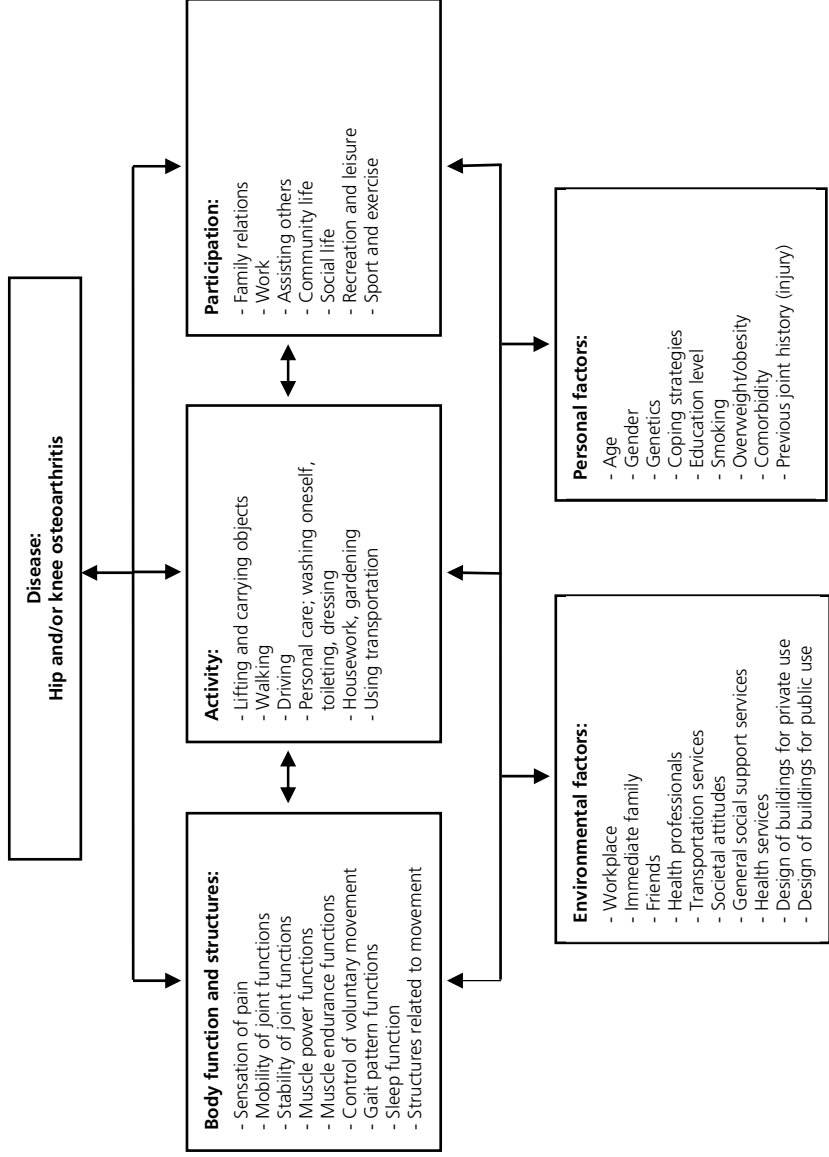 Disease:
Hip and/or knee osteoarthritis
Body function and structures:
- Sensation of pain
- Mobility of joint functions
- Stability of joint functions
- Muscle power functions
- Muscle endurance functions
- Control of voluntary movement
- Gait pattern functions
- Sleep function
- Structures related to movement
Activity:
- Lifting and carrying objects
- Walking
- Driving
- Personal care; washing oneself,
toileting, dressing
- Housework, gardening
- Using transportation
Participation:
- Family relations
- Work
- Assisting others
- Community life
- Social life
- Recreation and leisure
- Sport and exercise
Environmental factors:
- Workplace
- Immediate family
- Friends
- Health professionals
- Transportation services
- Societal attitudes
- General social support services
- Health services
- Design of buildings for private use
- Design of buildings for public use
Personal factors:
- Age
- Gender
- Genetics
- Coping strategies
- Education level
- Smoking
- Overweight/obesity
- Comorbidity
- Previous joint history (injury)